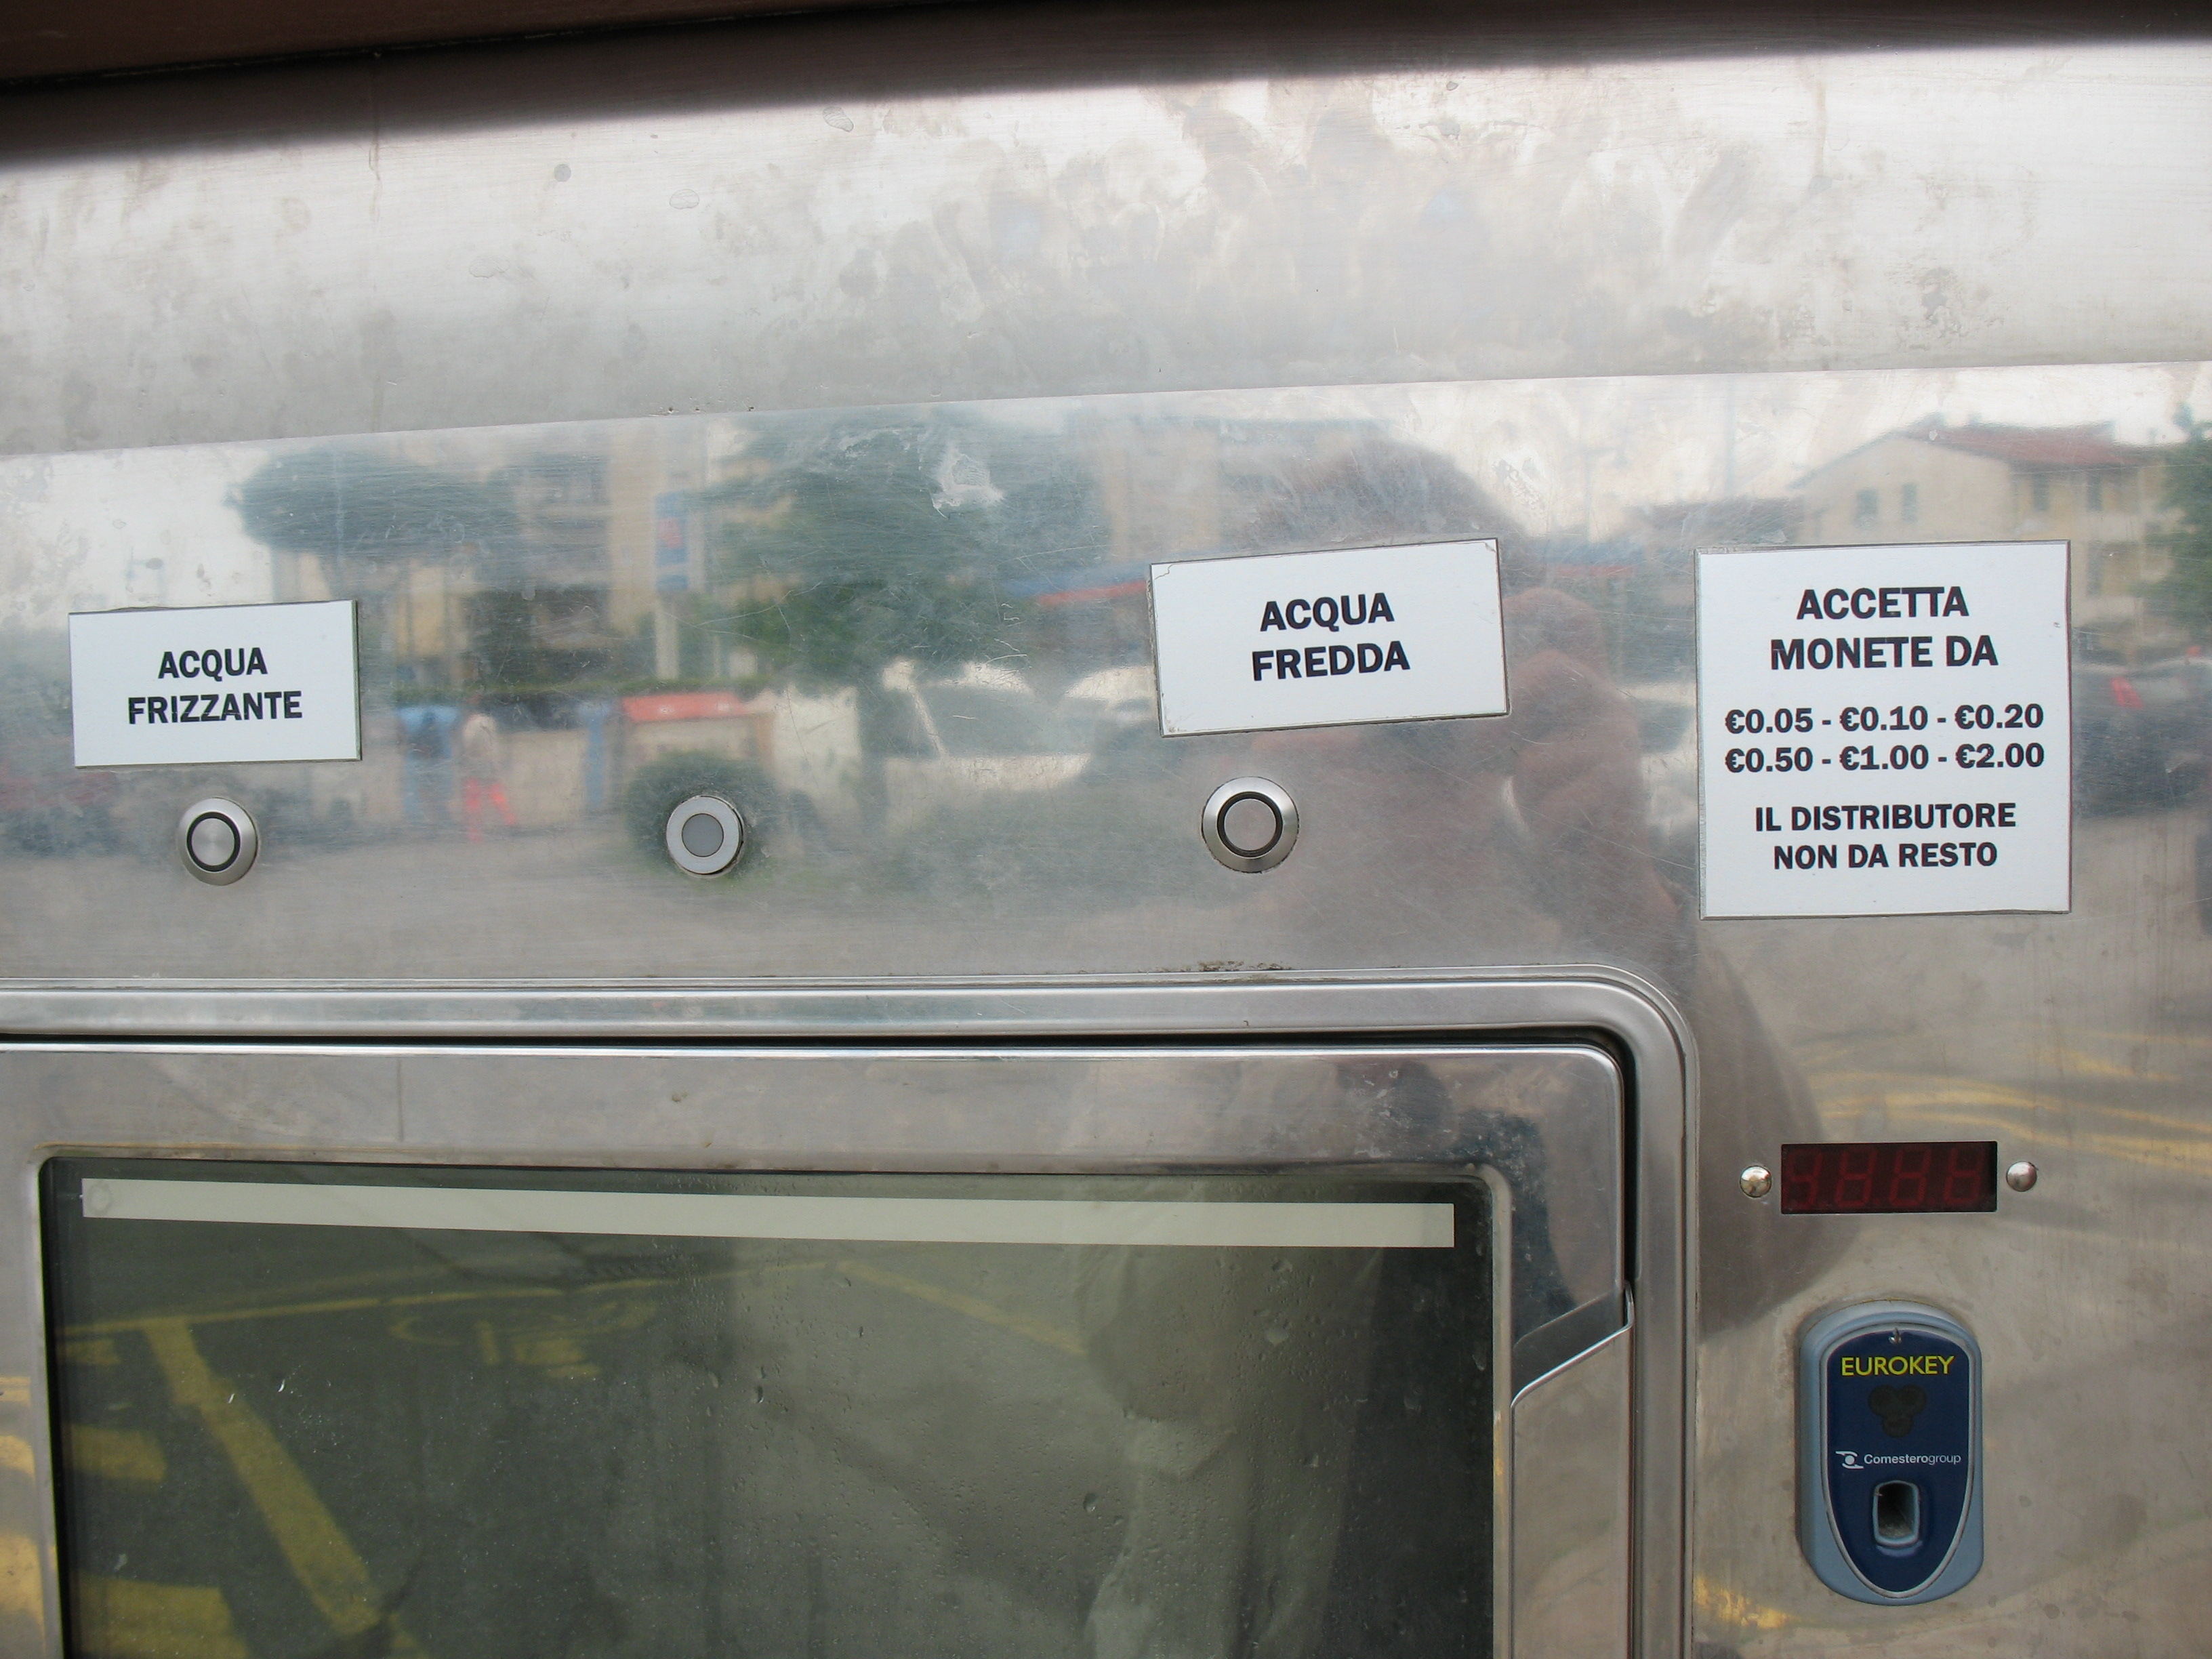 ACQUA
FRIZZANTE
ACQUA
FREDDA
ACCETTA
MONETE DA
€0.05 - €0.10 - €0.20
€0.50 - €1.00 - €2.00
IL DISTRIBUTORE
NON DA RESTO
EUROKEY
Comesterogroup